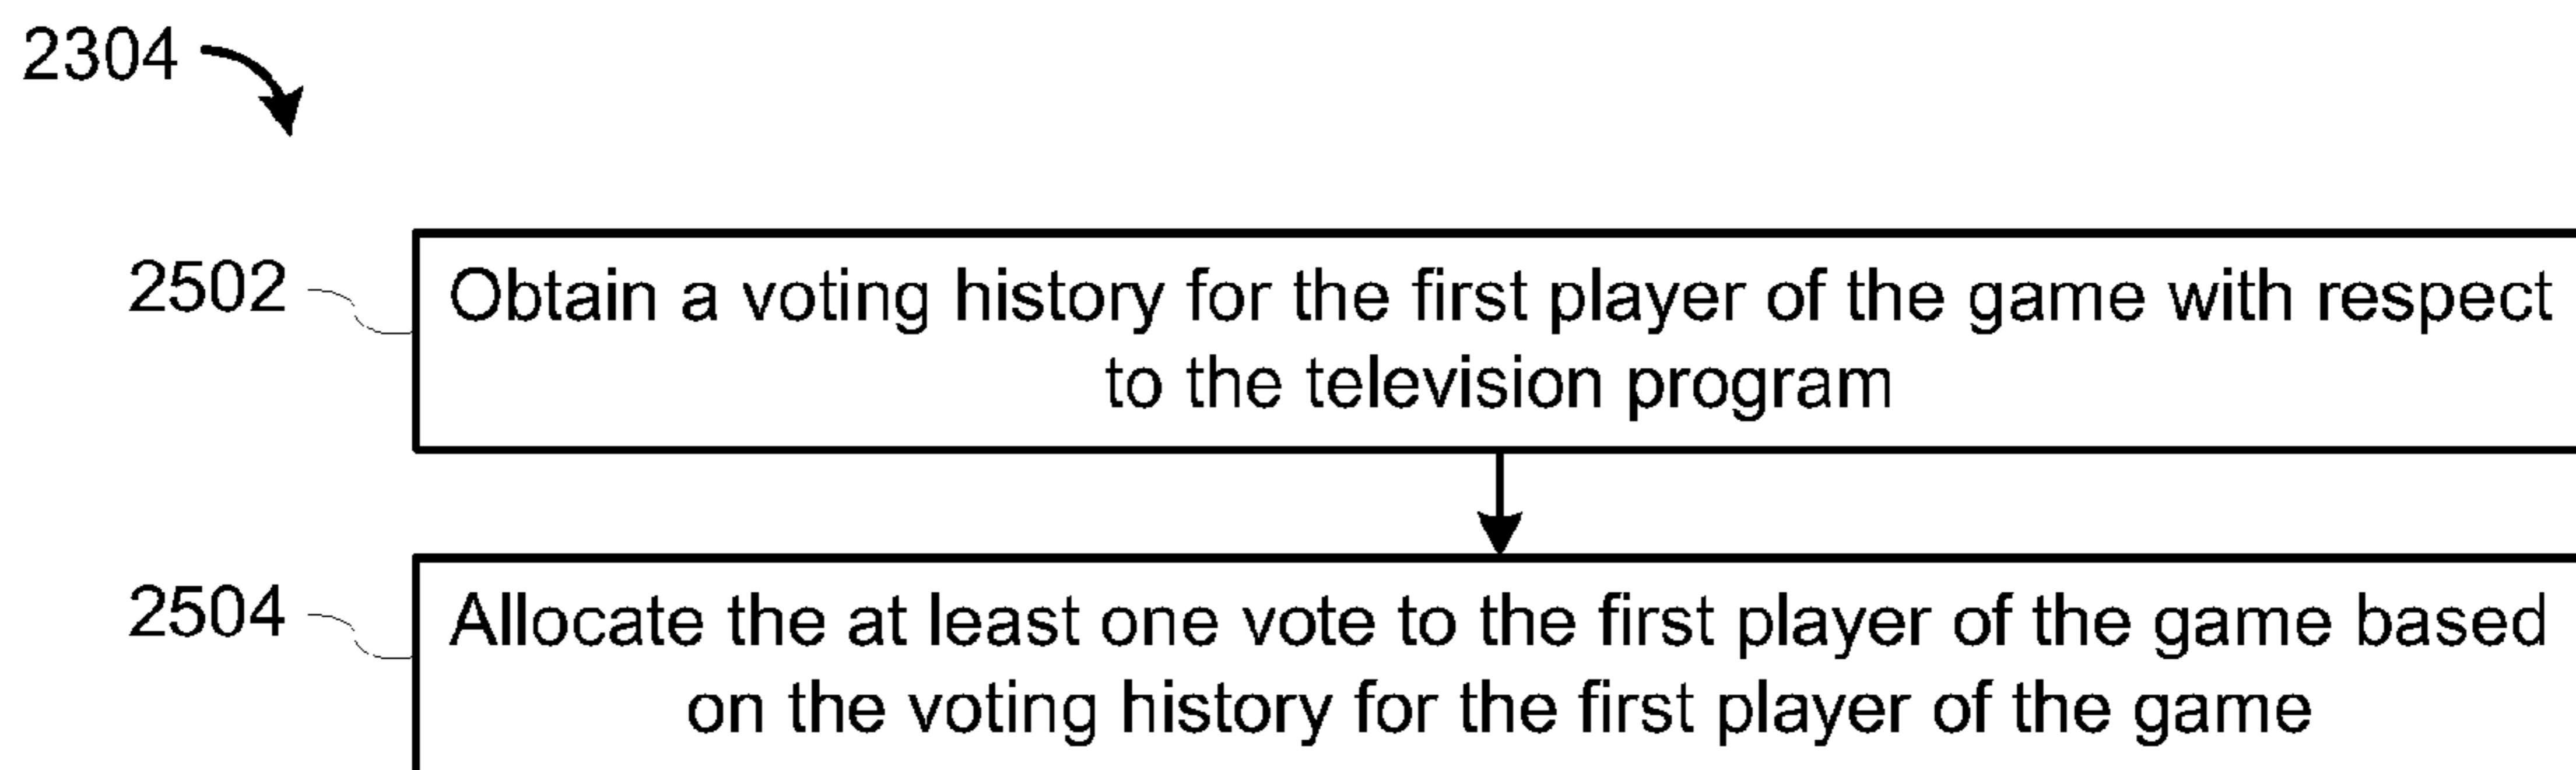 2304
2502
Obtain a voting history for the first player of the game with respect
to the television program
2504
Allocate the at least one vote to the first player of the game based
on the voting history for the first player of the game